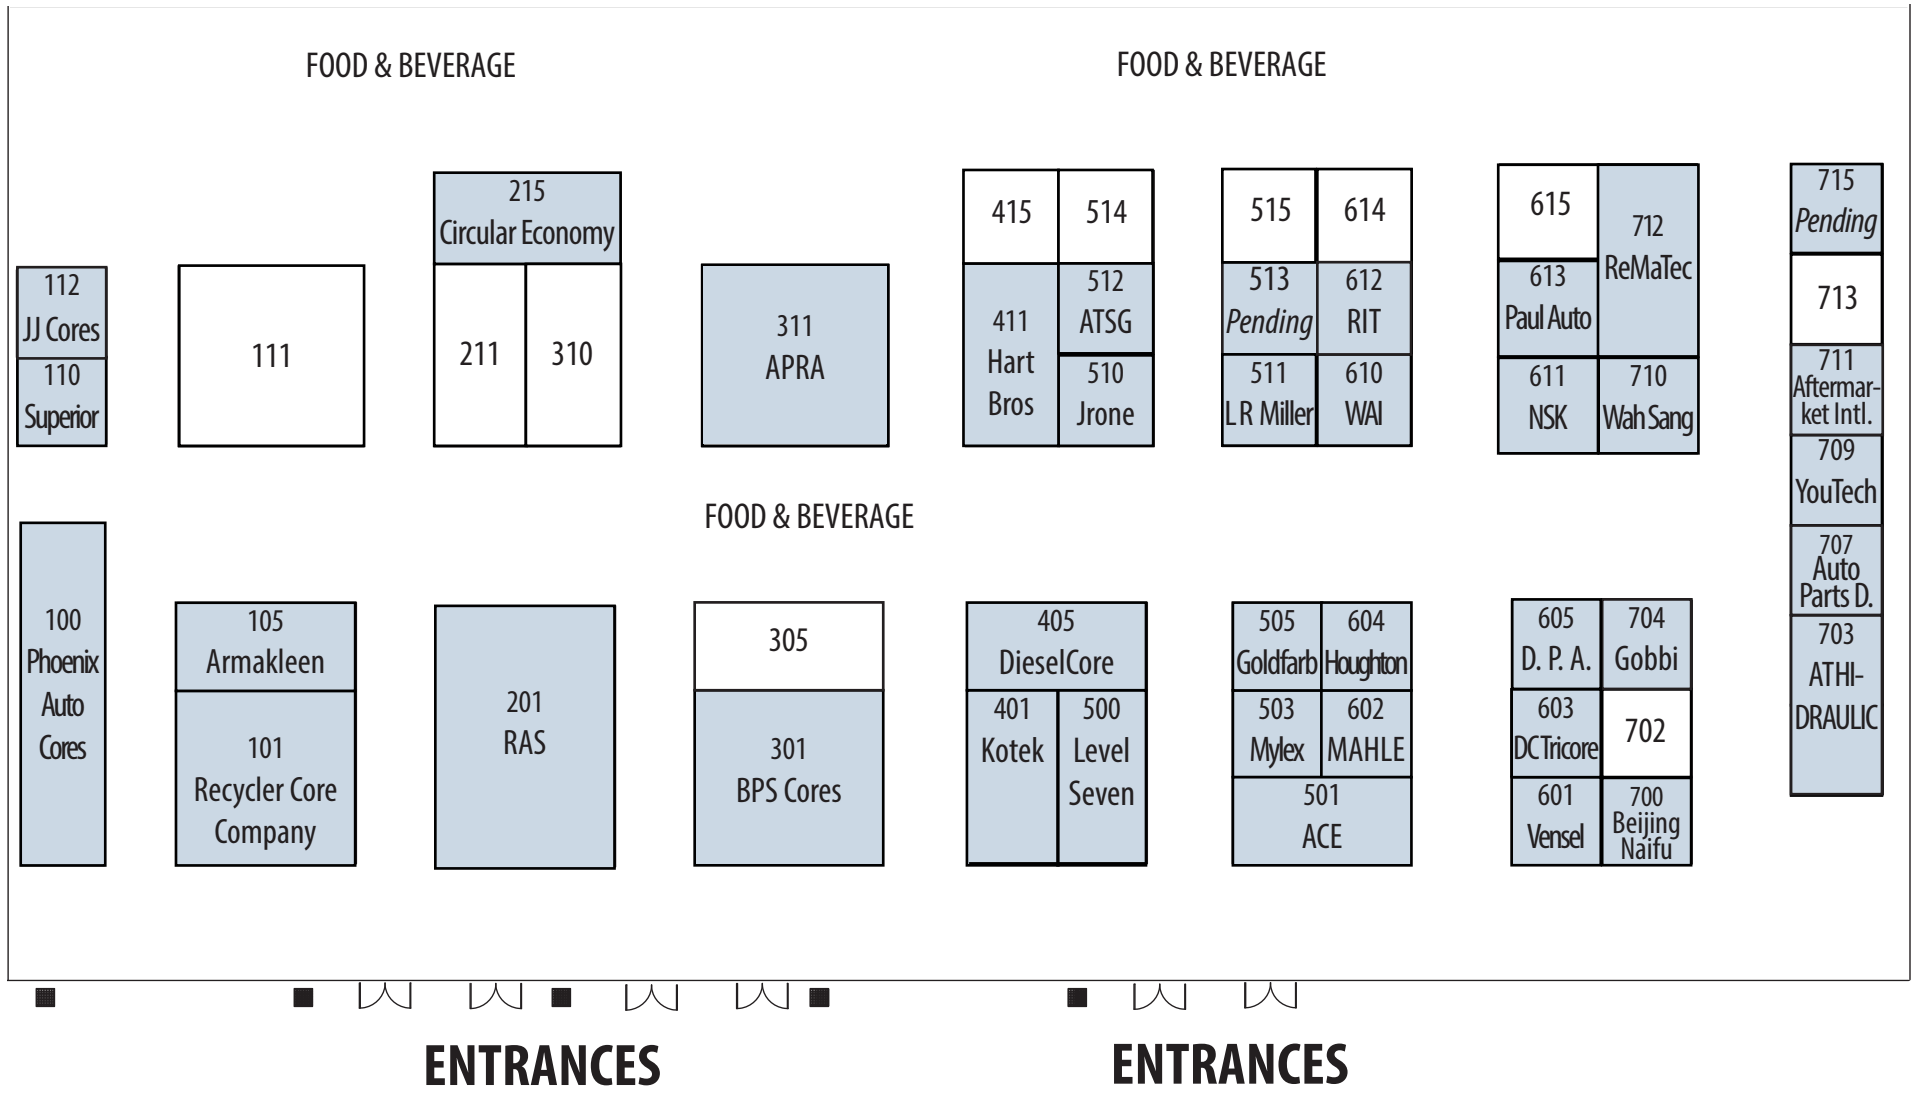 FOOD & BEVERAGE
FOOD & BEVERAGE
112
JJ Cores
110
Superior
111
215
Circular Economy
211
310
311
APRA
415
514
411
Hart
Bros
512
ATSG
510
Jrone
515
614
513
Pending
612
RIT
511
L R Miller
610
WAI
615
712
ReMaTec
613
Paul Auto
611
NSK
710
Wah Sang
715
Pending
713
711
Aftermar-
ket Intl.
709
YouTech
707
Auto
Parts D.
703
ATHI-
DRAULIC
FOOD & BEVERAGE
100
Phoenix
Auto
Cores
105
Armakleen
101
Recycler Core
Company
201
RAS
305
301
BPS Cores
405
DieselCore
401
Kotek
500
Level
Seven
505
Goldfarb
604
Houghton
503
Mylex
602
MAHLE
501
ACE
605
D. P. A.
704
Gobbi
603
DC Tricore
702
601
Vensel
700
Beijing
Naifu
ENTRANCES
ENTRANCES